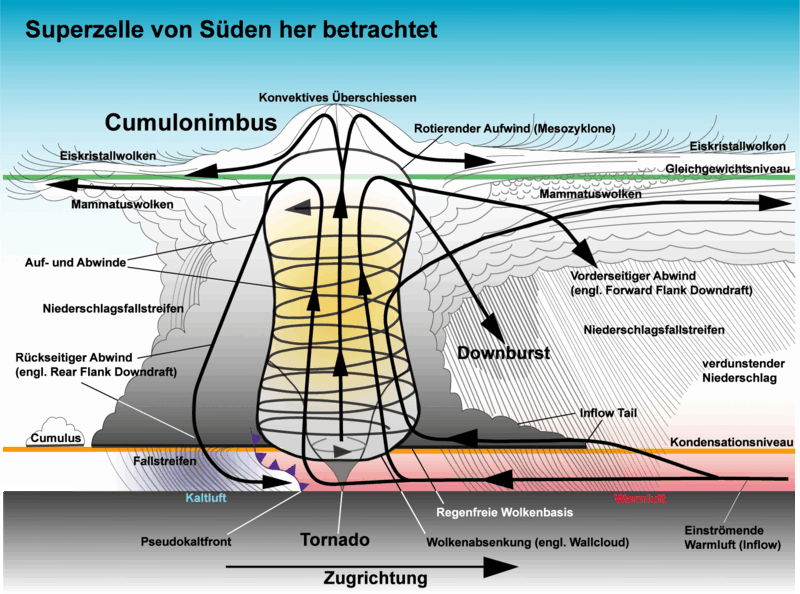 Superzelle von Süden her betrachtet
Konvektives Überschiessen
Cumulonimbus
Rotierender Aufwind (Mesozyklone)
Eiskristallwolken
Eiskristallwolken
Gleichgewichtsniveau
Mammatuswolken
Mammatuswolken
Auf- und Abwinde
Vorderseitiger Abwind
(engl. Forward Flank Downdraft)
Niederschlagsfallstreifen
Niederschlagsfallstreifen
Rückseitiger Abwind
(engl. Rear Flank Downdraft)
Downburst
verdunstender
Niederschlag
Inflow Tail
Cumulus
Kondensationsniveau
Fallstreifen
Kaltluft
Warmluft
Regenfreie Wolkenbasis
Einströmende
Warmluft (Inflow)
Pseudokaltfront
Tornado
Wolkenabsenkung (engl. Wallcloud)
Zugrichtung